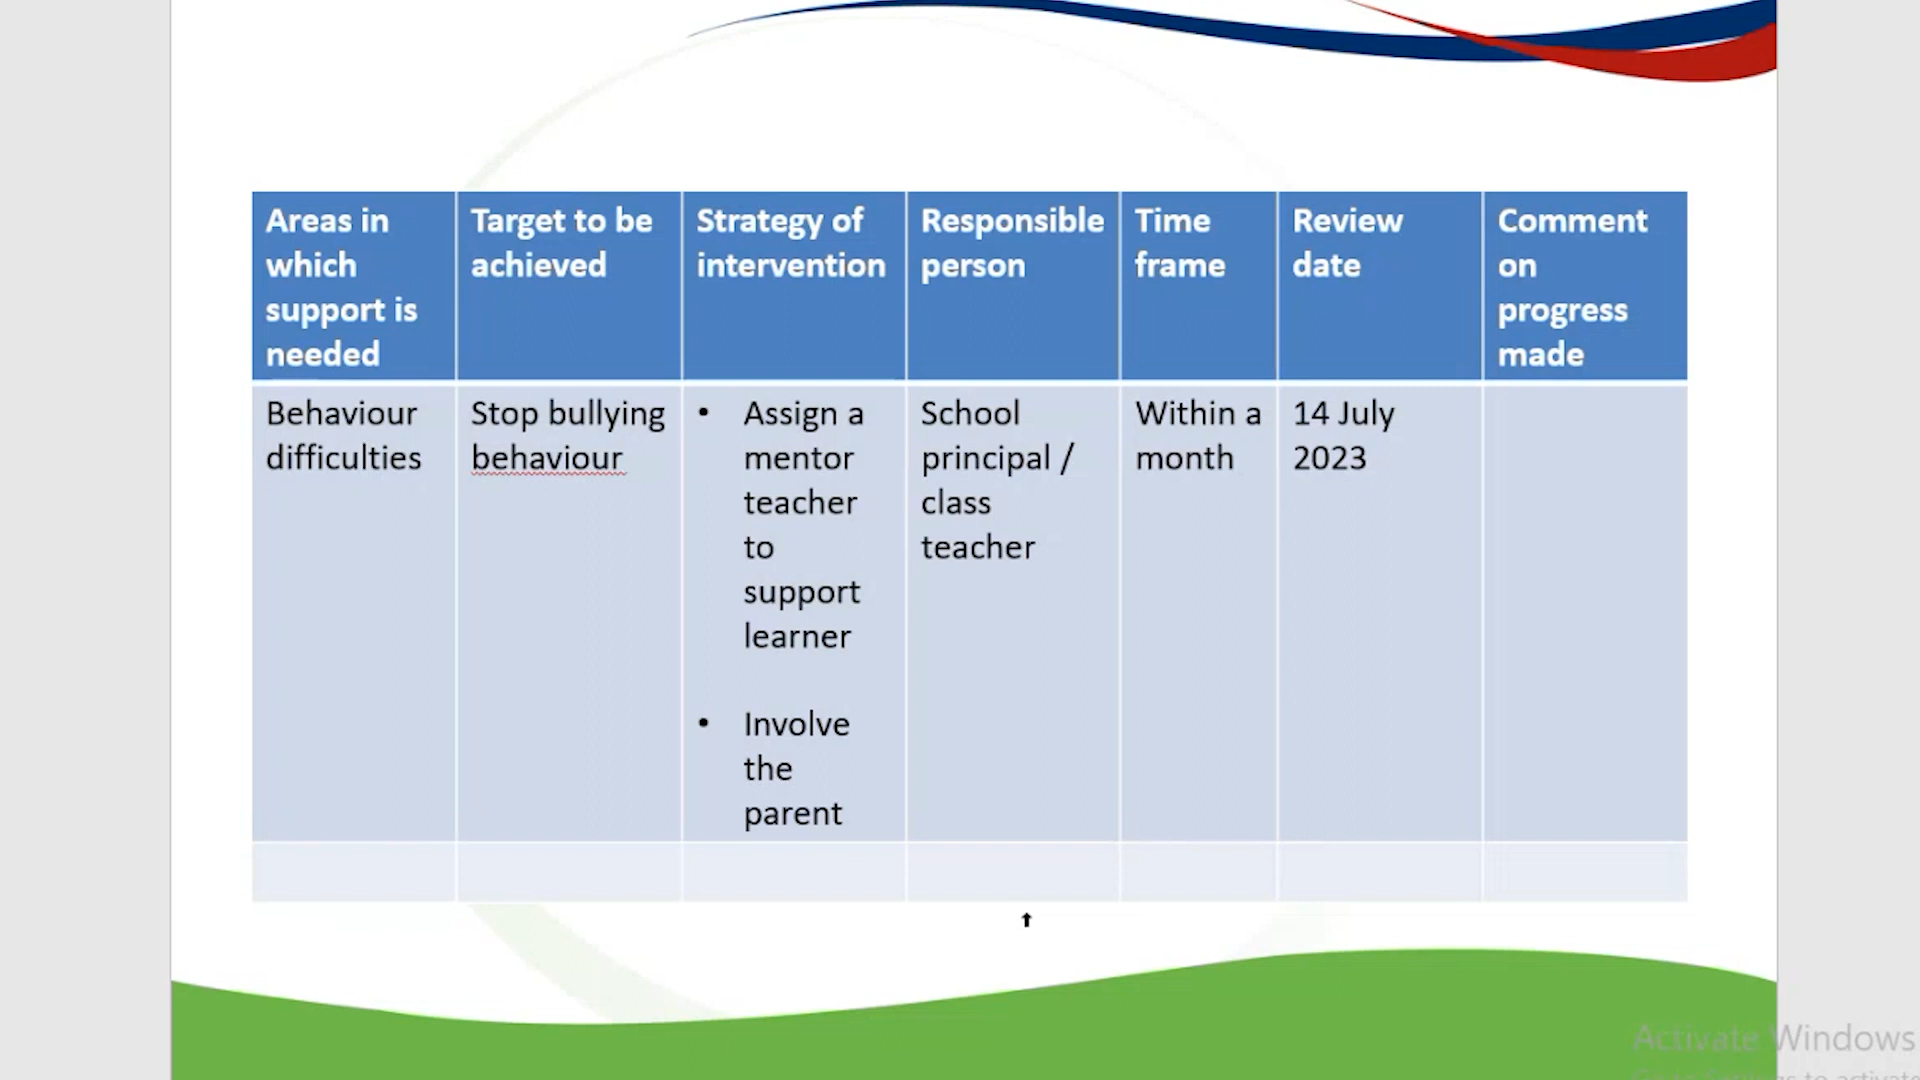 Areas in
which
support is
needed
Target to be
achieved
Strategy of
intervention
Responsible
person
Time
frame
Review
date
Comment
on
progress
made
Behaviour
difficulties
Stop bullying
behaviour
• Assign a
mentor
teacher
to
support
learner
• Involve
the
parent
School
principal /
class
teacher
Within a
month
14 July
2023
Activate Windows